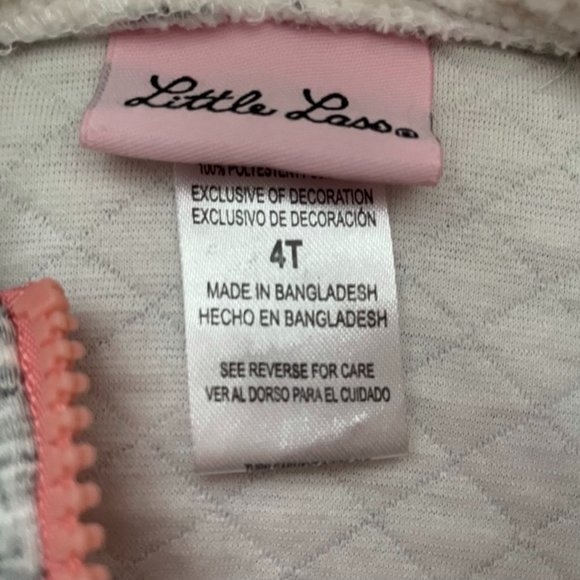 Little Lass®
100% POLYESTER
EXCLUSIVE OF DECORATION
EXCLUSIVO DE DECORACIÓN
4T
MADE IN BANGLADESH
HECHO EN BANGLADESH
SEE REVERSE FOR CARE
VER AL DORSO PARA EL CUIDADO